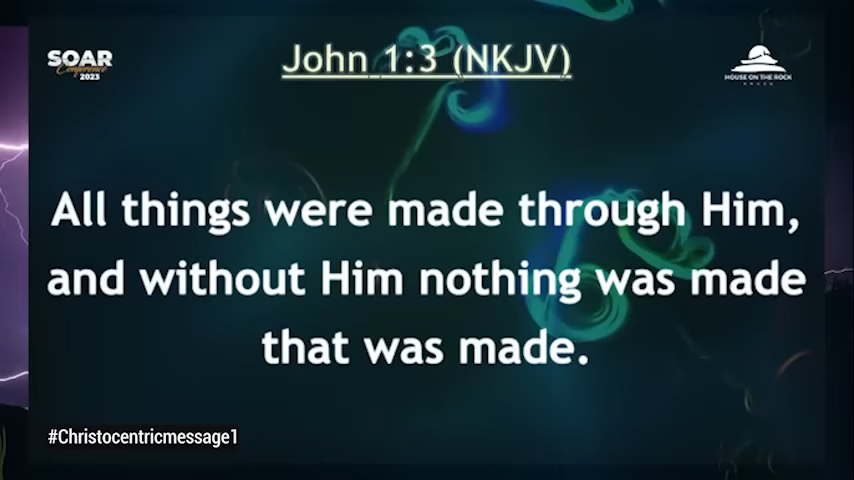 SOAR
Conference
2023
John 1:3 (NKJV)
HOUSE ON THE ROCK
All things were made through Him,
and without Him nothing was made
that was made.
#Christocentricmessage1